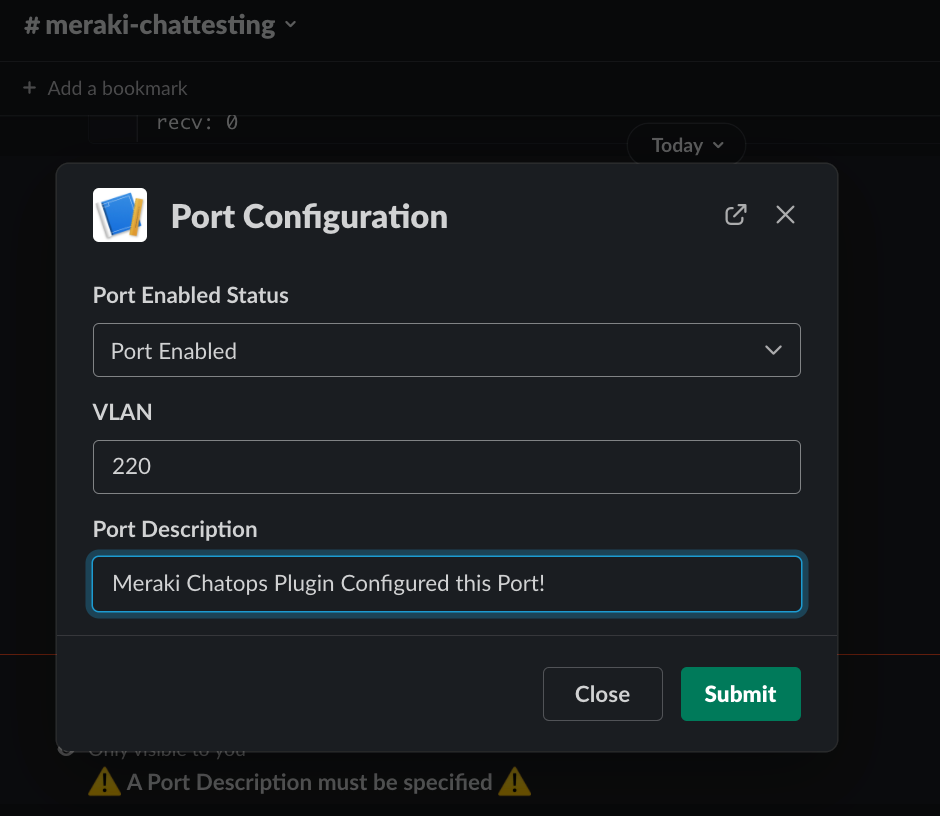 # meraki-chattesting
+ Add a bookmark
recv: 0
Today
Port Configuration
Port Enabled Status
Port Enabled
VLAN
220
Port Description
Meraki Chatops Plugin Configured this Port!
Close
Submit
Only visible to you
A Port Description must be specified